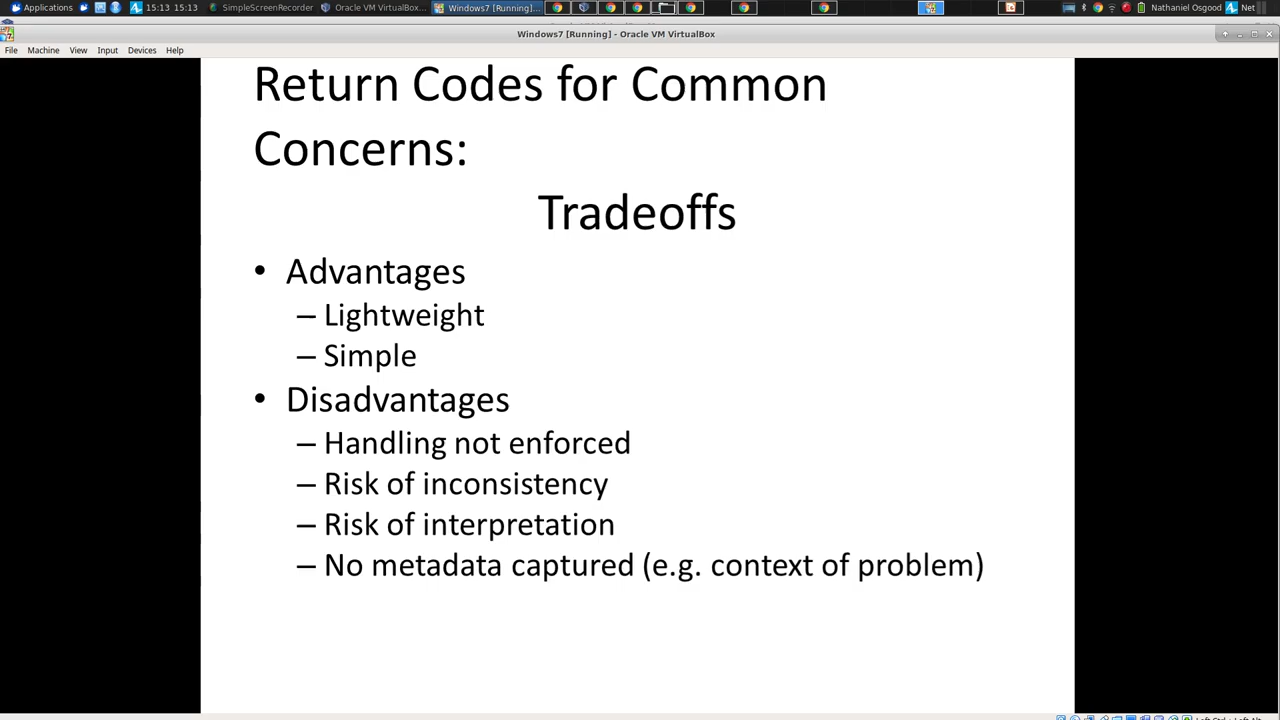 Applications
15:13 15:13
SimpleScreenRecorder
Oracle VM VirtualBox...
Windows7 [Running]...
Nathaniel Osgood
Net
Windows7 [Running] - Oracle VM VirtualBox
File Machine View Input Devices Help
Return Codes for Common
Concerns:
Tradeoffs
• Advantages
– Lightweight
– Simple
• Disadvantages
– Handling not enforced
– Risk of inconsistency
– Risk of interpretation
– No metadata captured (e.g. context of problem)